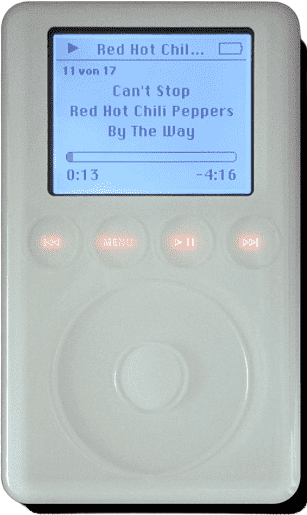 Red Hot Chil...
11 von 17
Can't Stop
Red Hot Chili Peppers
By The Way
0:13 -4:16
MENU